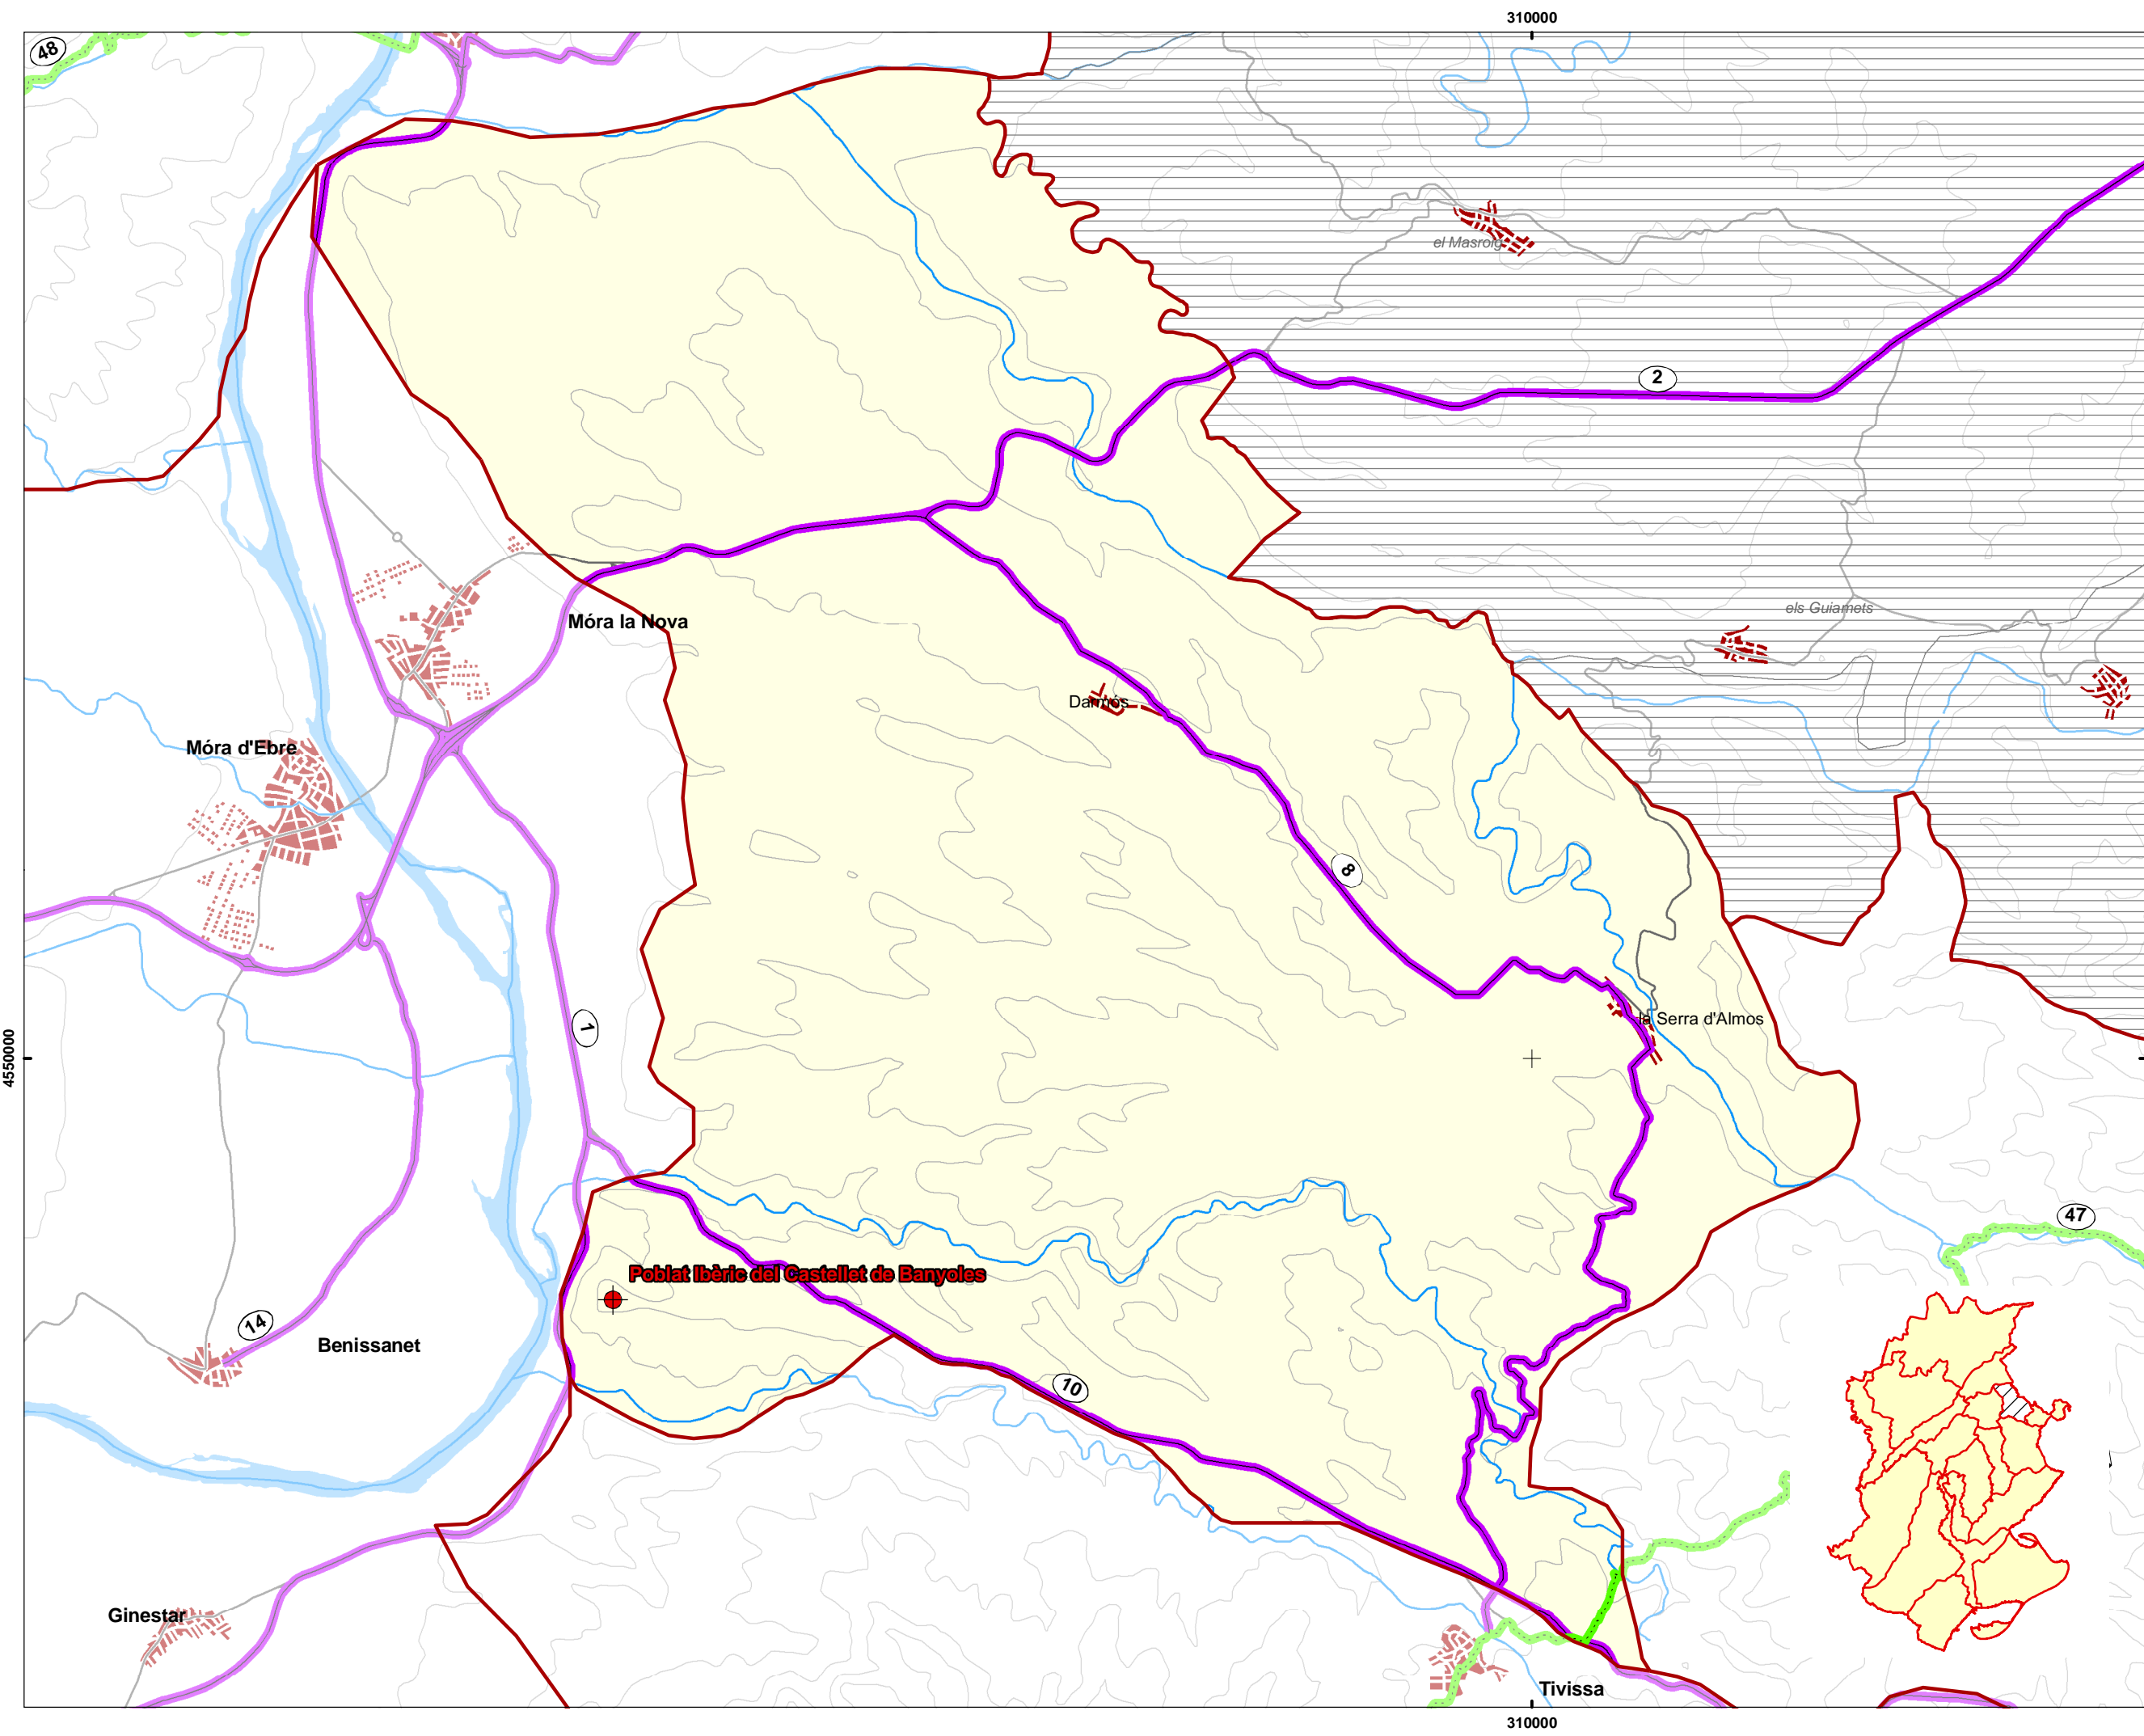 310000
48
el Masroig
2
els Guiamets
Móra la Nova
Darmós
Móra d'Ebre
8
1
la Serra d'Almos
4550000
47
Poblat Ibèric del Castellet de Banyoles
14
Benissanet
10
Ginestar
Tivissa
310000